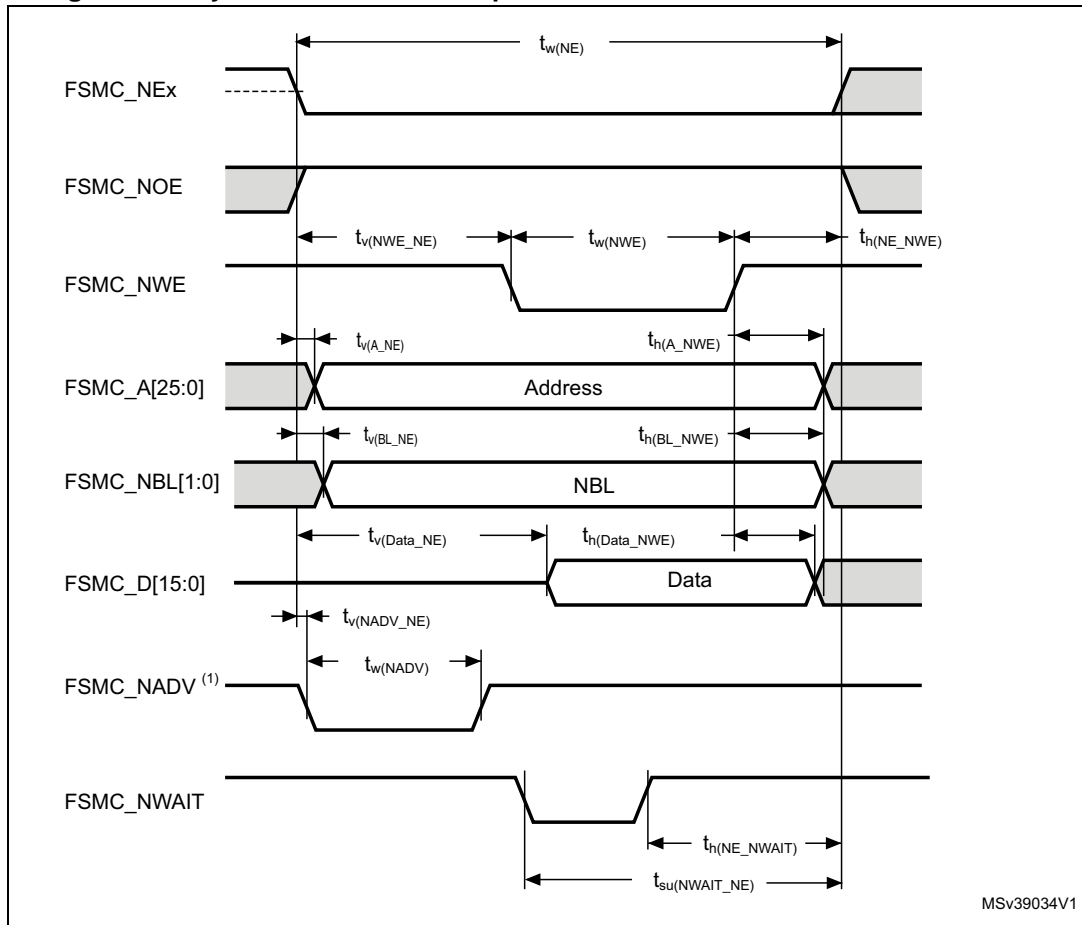 tw(NE)
FSMC_NEx
FSMC_NOE
tv(NWE_NE) tw(NWE) th(NE_NWE)
FSMC_NWE
tv(A_NE) th(A_NWE)
FSMC_A[25:0] Address
tv(BL_NE) th(BL_NWE)
FSMC_NBL[1:0] NBL
tv(Data_NE) th(Data_NWE)
FSMC_D[15:0] Data
tv(NADV_NE)
tw(NADV)
FSMC_NADV (1)
FSMC_NWAIT
th(NE_NWAIT)
tsu(NWAIT_NE)
MSv39034V1